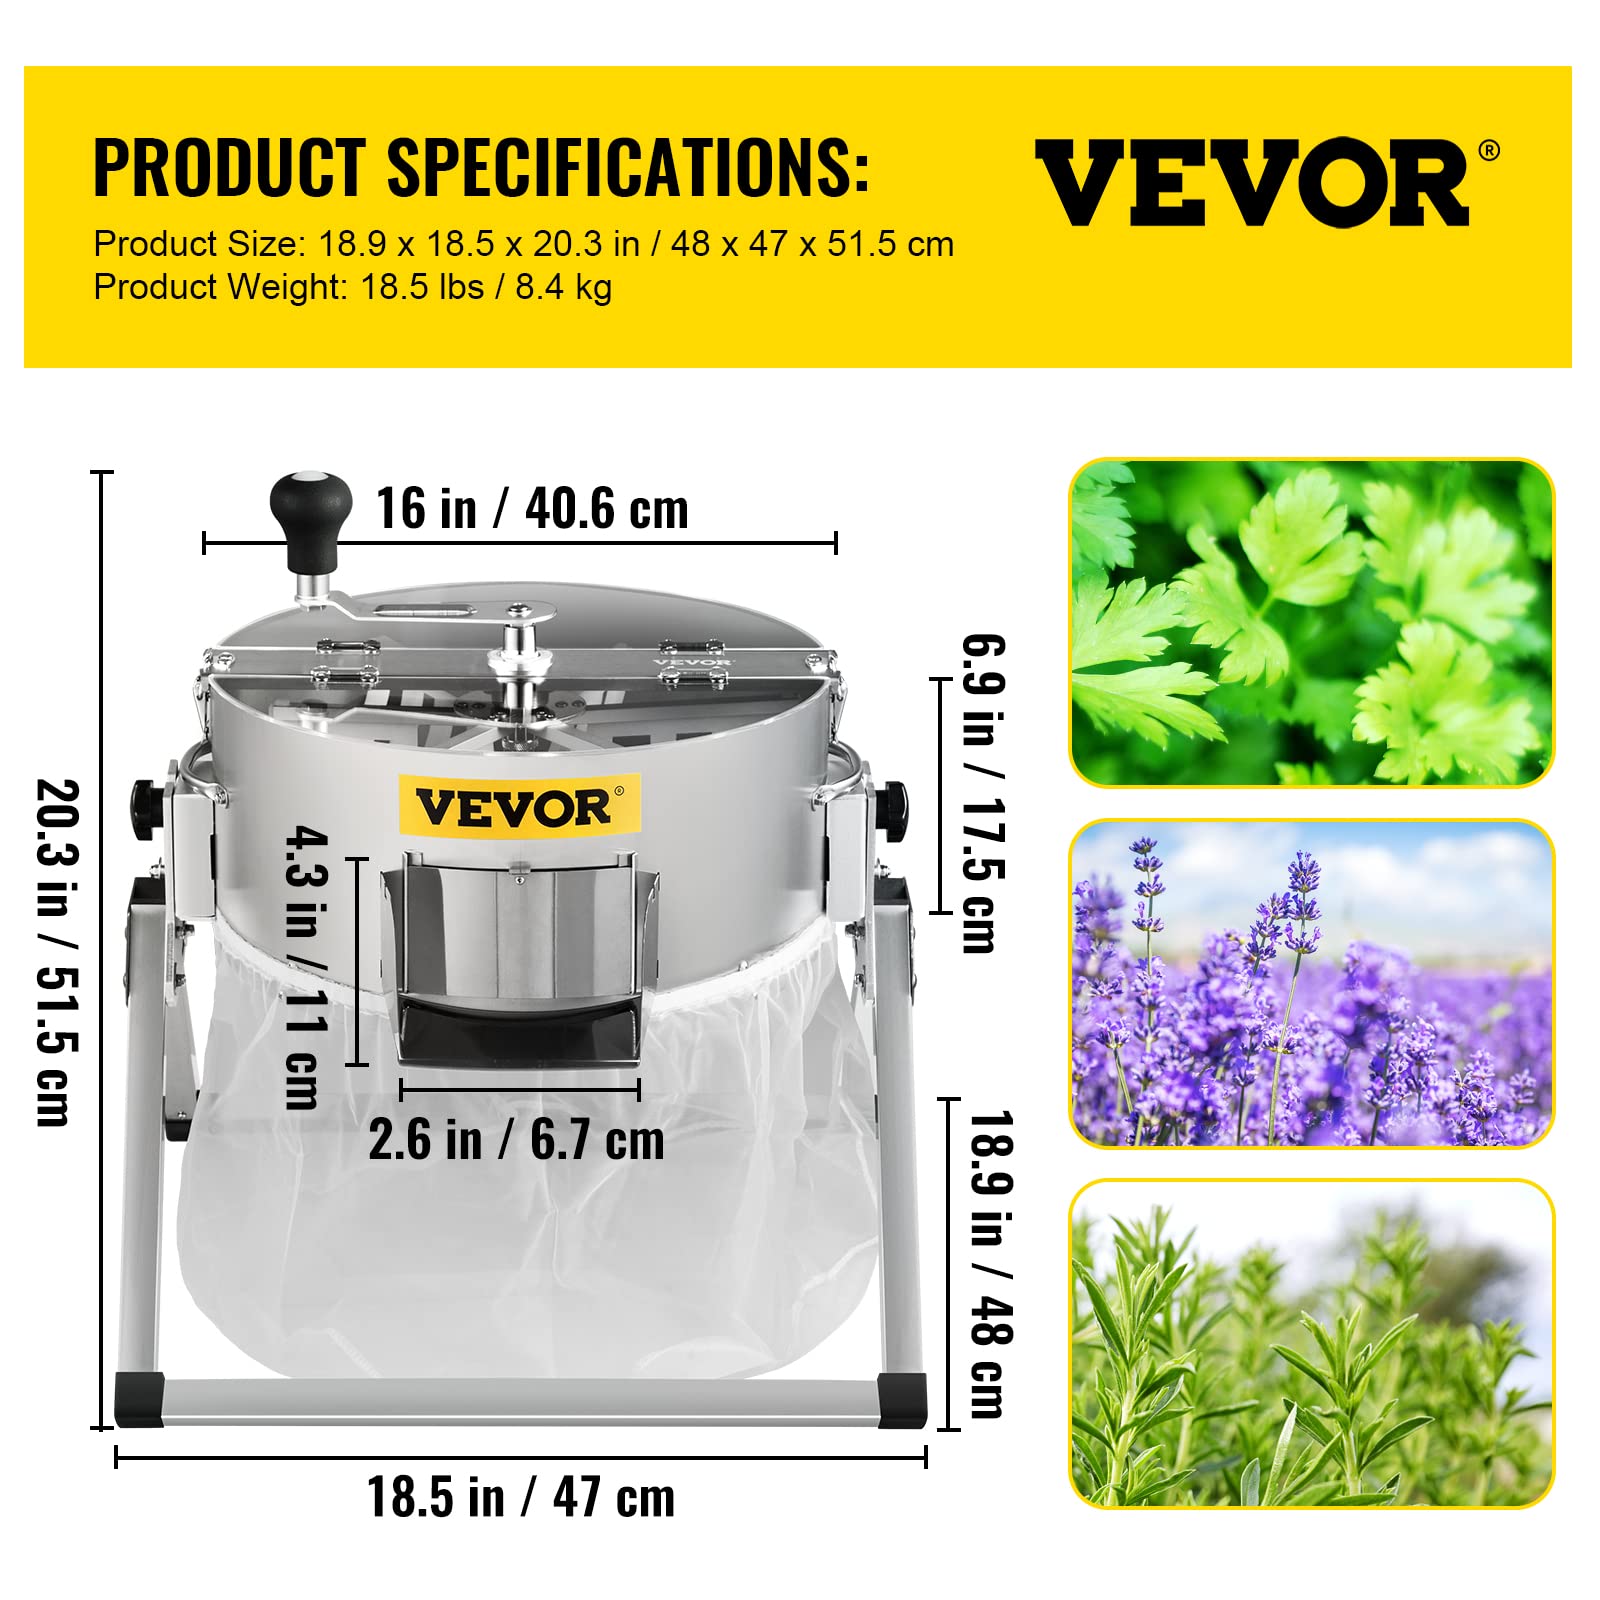 PRODUCT SPECIFICATIONS:
VEVOR®
Product Size: 18.9 x 18.5 x 20.3 in / 48 x 47 x 51.5 cm
Product Weight: 18.5 lbs / 8.4 kg
16 in / 40.6 cm
VEVOR
6.9 in / 17.5 cm
20.3 in / 51.5 cm
VEVOR®
4.3 in / 11 cm
2.6 in / 6.7 cm
18.9 in / 48 cm
18.5 in / 47 cm